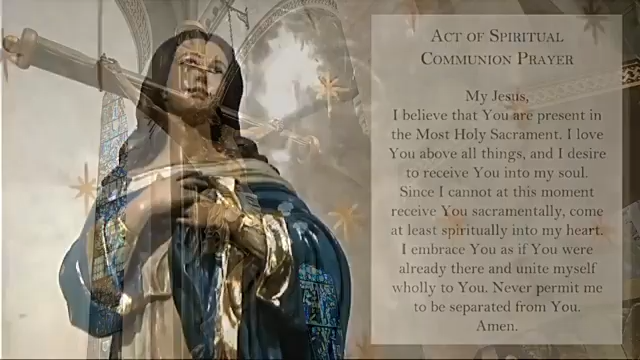 Act of Spiritual
Communion Prayer
My Jesus,
I believe that You are present in
the Most Holy Sacrament. I love
You above all things, and I desire
to receive You into my soul.
Since I cannot at this moment
receive You sacramentally, come
at least spiritually into my heart.
I embrace You as if You were
already there and unite myself
wholly to You. Never permit me
to be separated from You.
Amen.